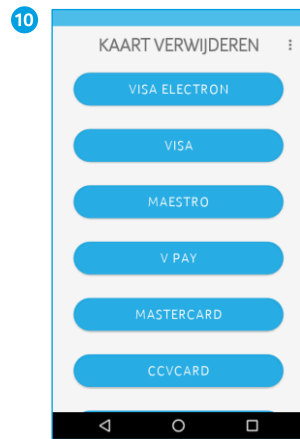 10
KAART VERWIJDEREN
VISA ELECTRON
VISA
MAESTRO
V PAY
MASTERCARD
CCVCARD